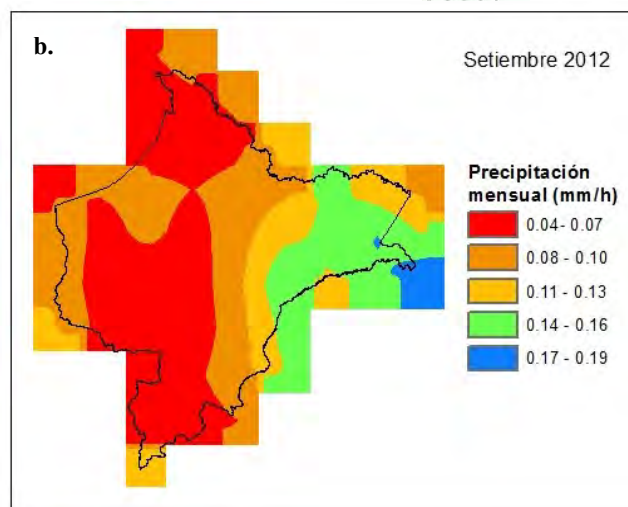 b.
Setiembre 2012
Precipitación
mensual (mm/h)
0.04- 0.07
0.08 - 0.10
0.11 - 0.13
0.14 - 0.16
0.17 - 0.19